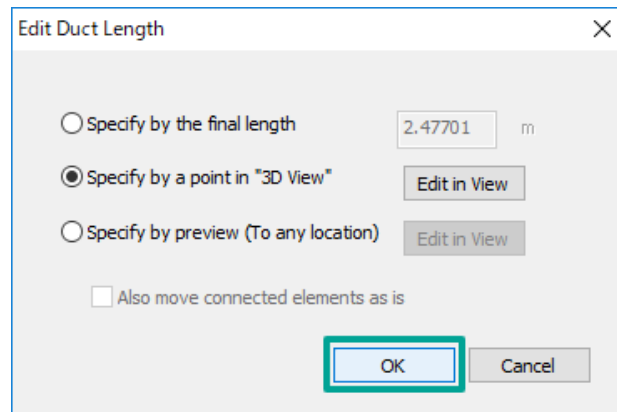 Edit Duct Length
Specify by the final length 2.47701 m
Specify by a point in "3D View" Edit in View
Specify by preview (To any location) Edit in View
Also move connected elements as is
OK Cancel